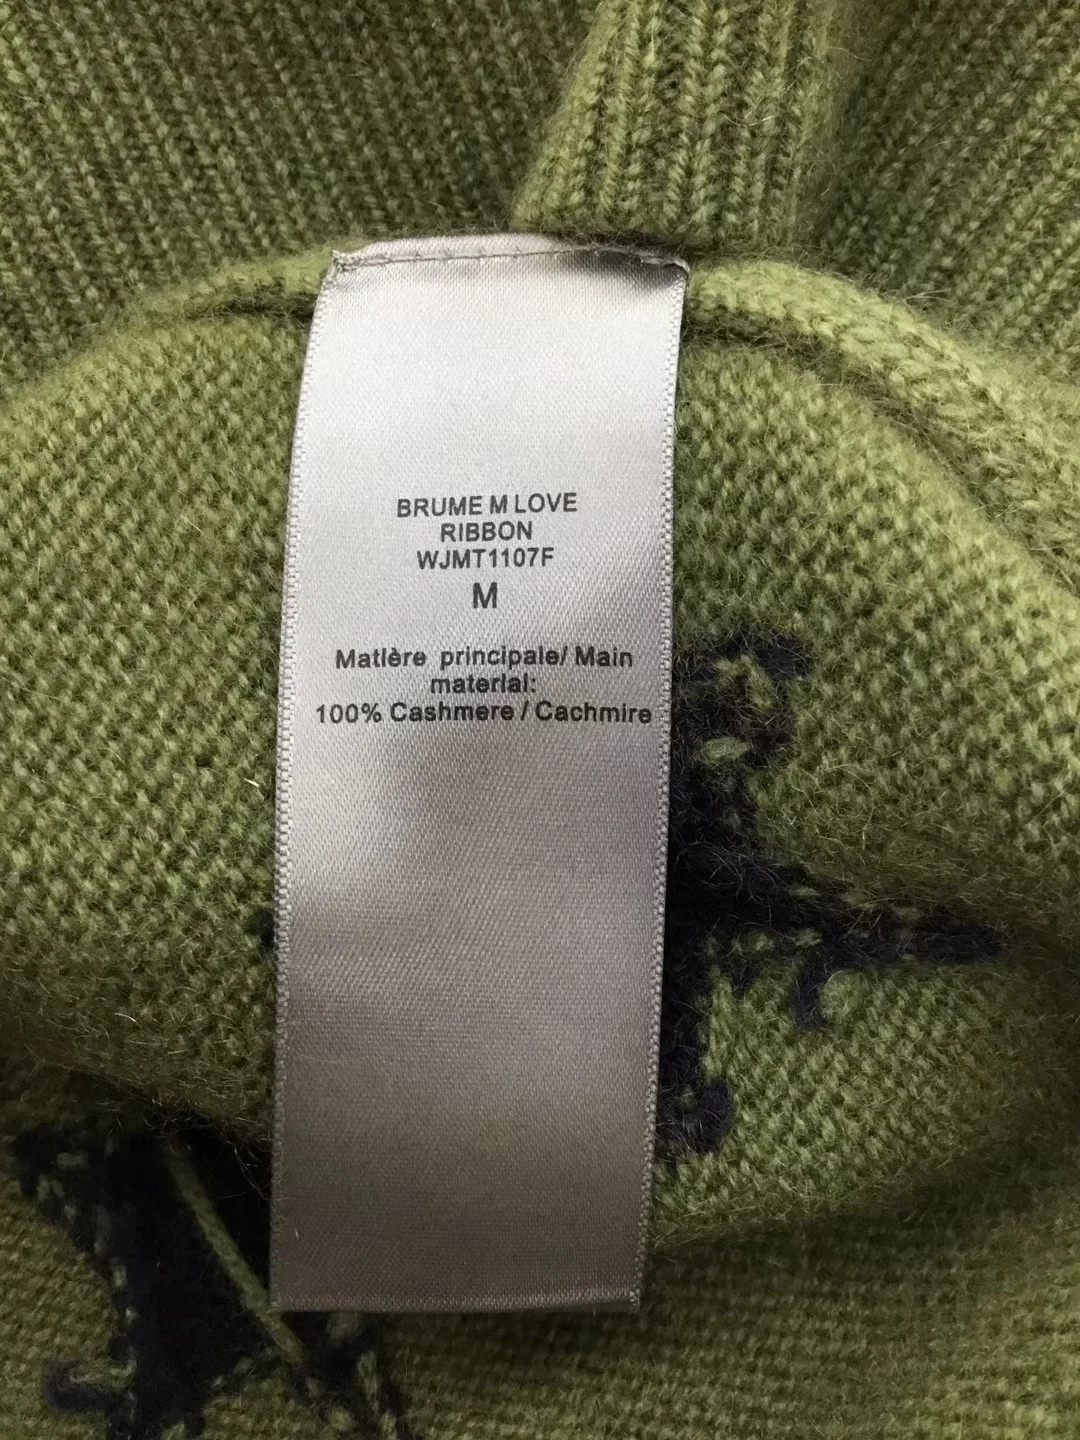 BRUME M LOVE
RIBBON
WJMT1107F
M
Matière principale/ Main
material:
100% Cashmere / Cachmire